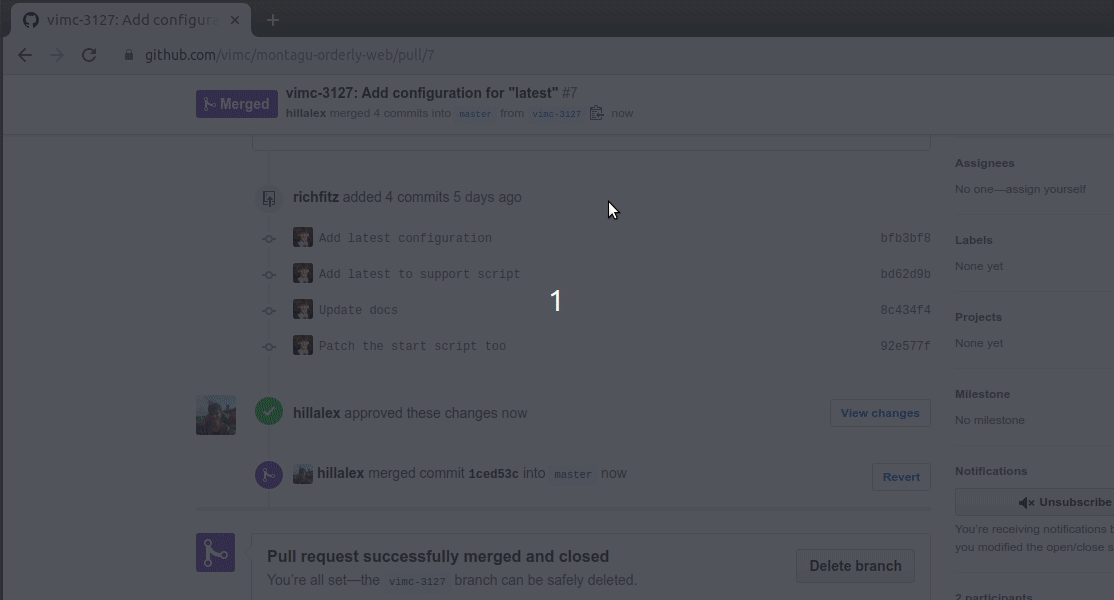 vimc-3127: Add configura
github.com/vimc/montagu-orderly-web/pull/7
Merged
vimc-3127: Add configuration for "latest" #7
hillalex merged 4 commits into master from vimc-3127 now
richfitz added 4 commits 5 days ago
Add latest configuration bfb3bf8
Add latest to support script bd62d9b
Update docs 8c434f4
Patch the start script too 92e577f
1
hillalex approved these changes now
View changes
hillalex merged commit 1ced53c into master now
Revert
Pull request successfully merged and closed
You're all set—the vimc-3127 branch can be safely deleted.
Delete branch
Assignees
No one—assign yourself
Labels
None yet
Projects
None yet
Milestone
No milestone
Notifications
Unsubscribe
You're receiving notifications b
you modified the open/close s
2 participants